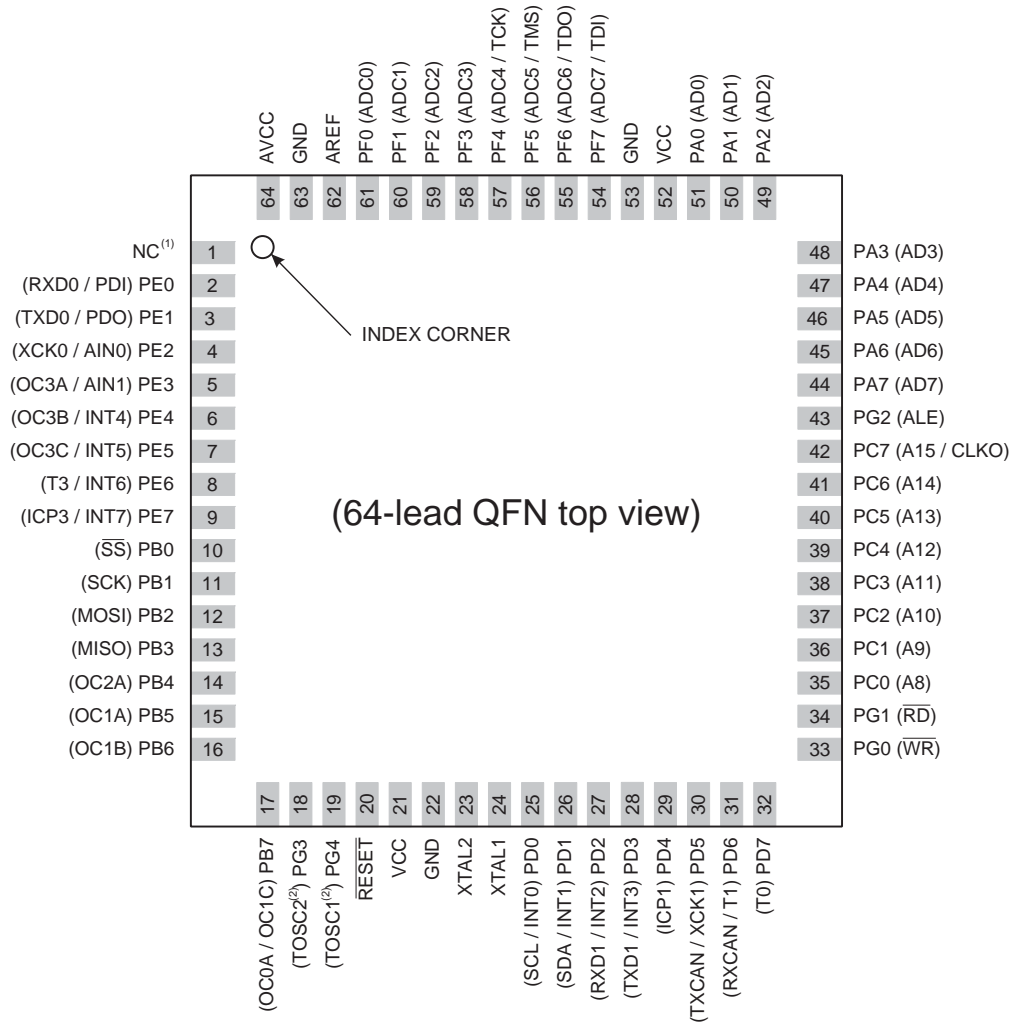 AVCC
GND
AREF
PF0 (ADC0)
PF1 (ADC1)
PF2 (ADC2)
PF3 (ADC3)
PF4 (ADC4 / TCK)
PF5 (ADC5 / TMS)
PF6 (ADC6 / TDO)
PF7 (ADC7 / TDI)
GND
VCC
PA0 (AD0)
PA1 (AD1)
PA2 (AD2)
64
63
62
61
60
59
58
57
56
55
54
53
52
51
50
49
NC(1) 1
(RXD0 / PDI) PE0 2
(TXD0 / PDO) PE1 3
(XCK0 / AIN0) PE2 4
(OC3A / AIN1) PE3 5
(OC3B / INT4) PE4 6
(OC3C / INT5) PE5 7
(T3 / INT6) PE6 8
(ICP3 / INT7) PE7 9
(SS) PB0 10
(SCK) PB1 11
(MOSI) PB2 12
(MISO) PB3 13
(OC2A) PB4 14
(OC1A) PB5 15
(OC1B) PB6 16
INDEX CORNER
(64-lead QFN top view)
48 PA3 (AD3)
47 PA4 (AD4)
46 PA5 (AD5)
45 PA6 (AD6)
44 PA7 (AD7)
43 PG2 (ALE)
42 PC7 (A15 / CLKO)
41 PC6 (A14)
40 PC5 (A13)
39 PC4 (A12)
38 PC3 (A11)
37 PC2 (A10)
36 PC1 (A9)
35 PC0 (A8)
34 PG1 (RD)
33 PG0 (WR)
17
18
19
20
21
22
23
24
25
26
27
28
29
30
31
32
(OC0A / OC1C) PB7
(TOSC2(2)) PG3
(TOSC1(2)) PG4
RESET
VCC
GND
XTAL2
XTAL1
(SCL / INT0) PD0
(SDA / INT1) PD1
(RXD1 / INT2) PD2
(TXD1 / INT3) PD3
(ICP1) PD4
(TXCAN / XCK1) PD5
(RXCAN / T1) PD6
(T0) PD7